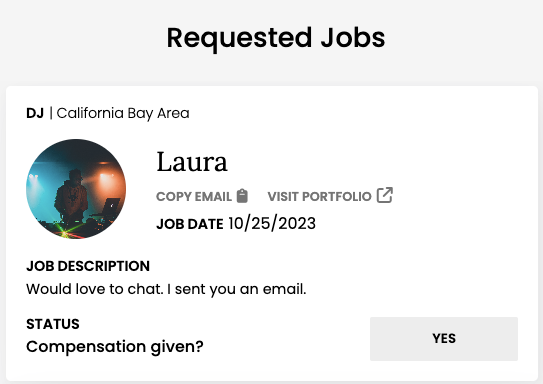 Requested Jobs
DJ | California Bay Area
Laura
COPY EMAIL VISIT PORTFOLIO
JOB DATE 10/25/2023
JOB DESCRIPTION
Would love to chat. I sent you an email.
STATUS
Compensation given?
YES